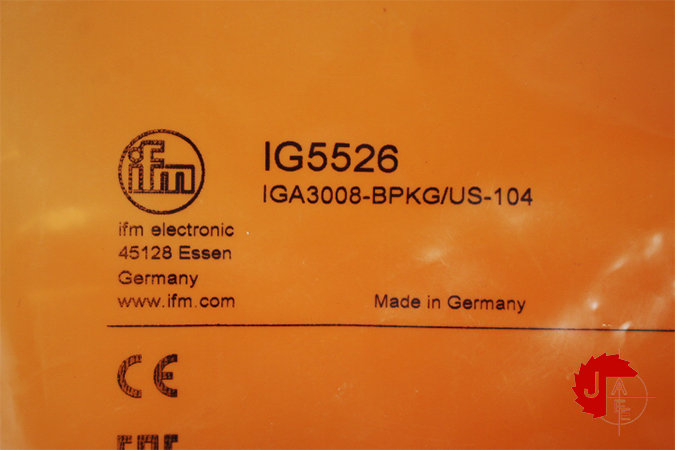 ifm
IG5526
IGA3008-BPKG/US-104
ifm electronic
45128 Essen
Germany
www.ifm.com
Made in Germany
CE
J
A